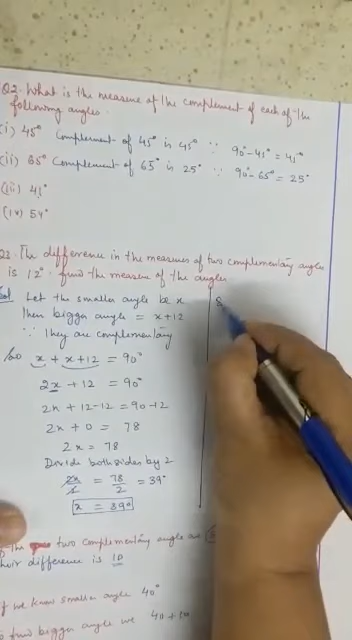 Q2. What is the measure of the complement of each of the
following angles.
(i) 45° Complement of 45° is 45° ∵ 90°-45° = 45°
(ii) 65° Complement of 65° is 25° ∵ 90°-65° = 25°
(iii) 41°
(iv) 54°
Q3. The difference in the measures of two complementary angles
is 12°. find the measure of the angles.
Sol Let the smaller angle be x
then bigger angle = x+12
∵ They are complementary
So x + x+12 = 90°
2x + 12 = 90°
2x + 12-12 = 90-12
2x + 0 = 78
2x = 78
Divide both sides by 2
2x/2 = 78/2 = 39°
x = 39°
S
two complementary angle are
their difference is 10
if we know smaller angle 40°
find bigger angle we 40+10